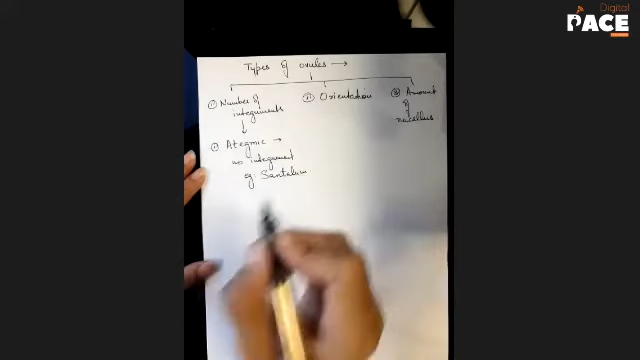 Digital
PACE
Types of ovules →
① Number of integuments
② Orientation
③ Amount of nucellus
① Ategmic →
no integument
eg Santalum